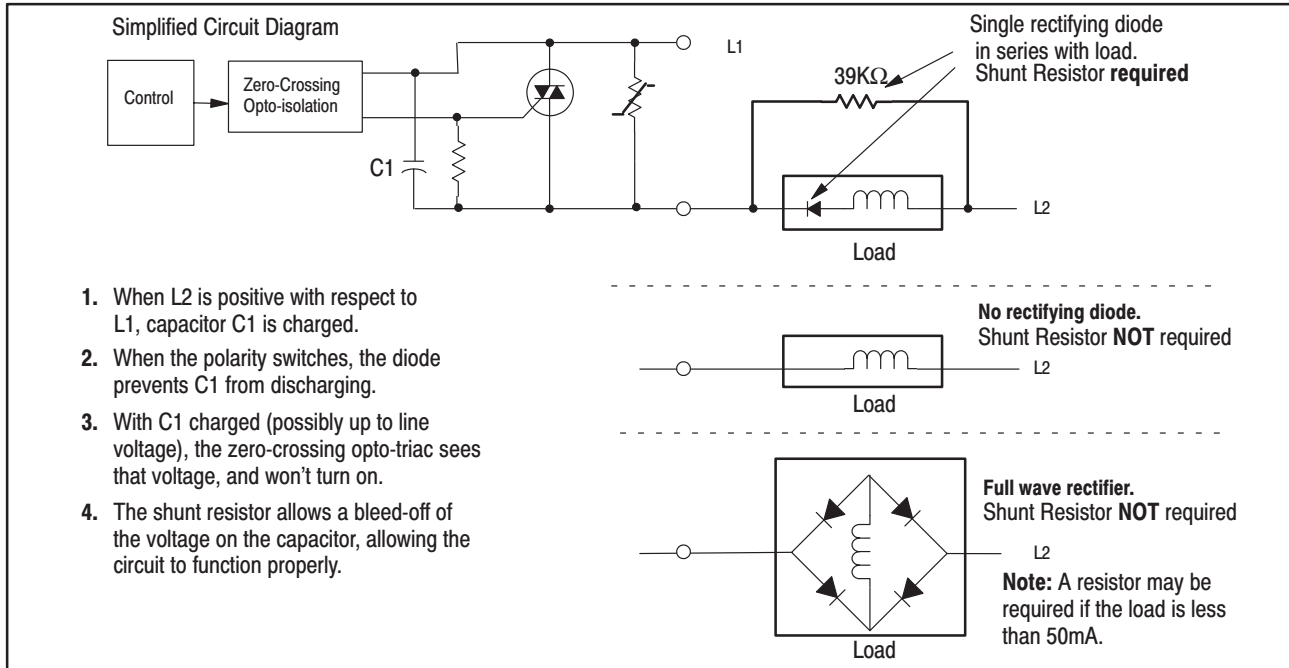 Simplified Circuit Diagram
Control
Zero-Crossing
Opto-isolation
C1
L1
39KΩ
Single rectifying diode
in series with load.
Shunt Resistor required
L2
Load
1. When L2 is positive with respect to
L1, capacitor C1 is charged.
2. When the polarity switches, the diode
prevents C1 from discharging.
3. With C1 charged (possibly up to line
voltage), the zero-crossing opto-triac sees
that voltage, and won't turn on.
4. The shunt resistor allows a bleed-off of
the voltage on the capacitor, allowing the
circuit to function properly.
No rectifying diode.
Shunt Resistor NOT required
L2
Load
Full wave rectifier.
Shunt Resistor NOT required
L2
Note: A resistor may be
required if the load is less
than 50mA.
Load